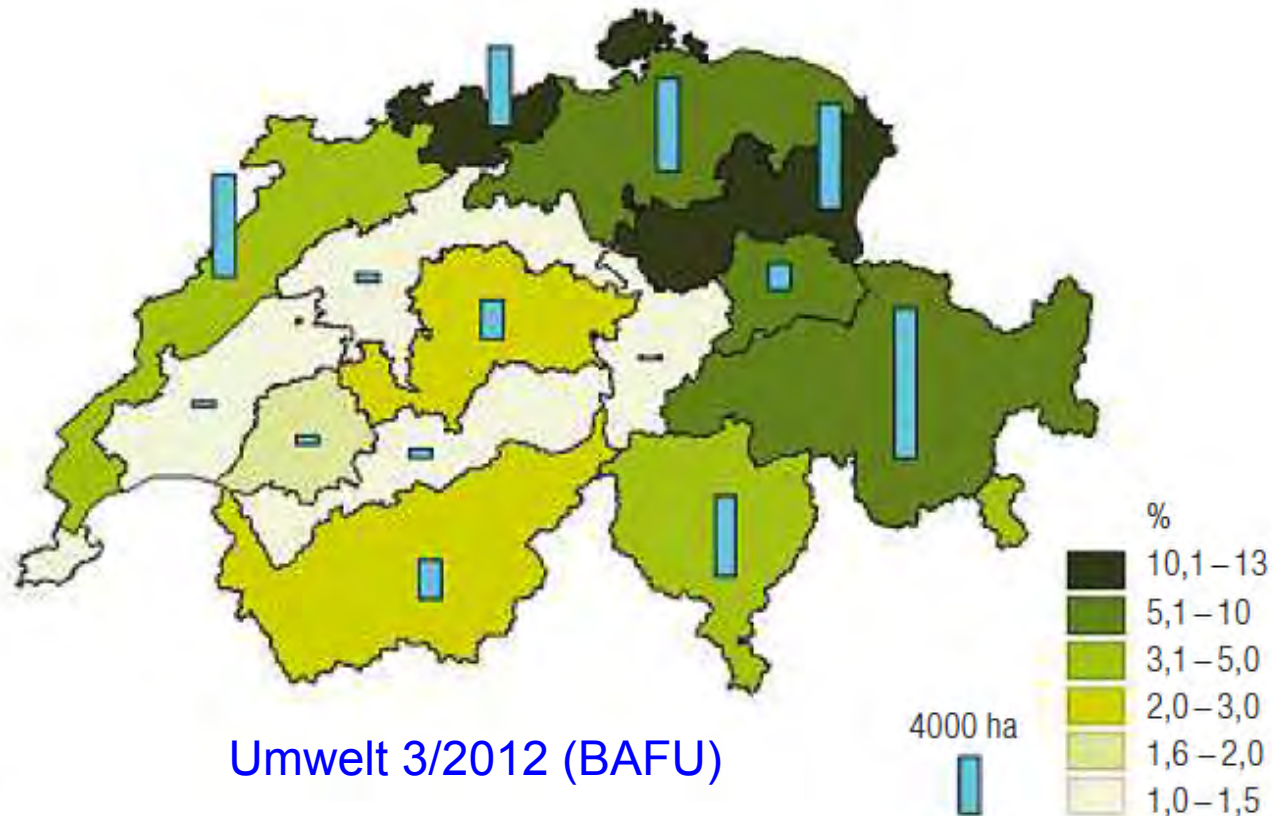 %
10,1 – 13
5,1 – 10
3,1 – 5,0
2,0 – 3,0
1,6 – 2,0
1,0 – 1,5
4000 ha
Umwelt 3/2012 (BAFU)